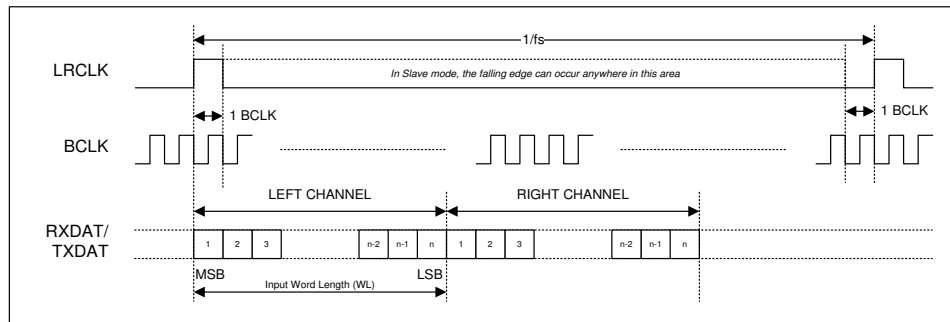 1/fs
LRCLK
In Slave mode, the falling edge can occur anywhere in this area
1 BCLK
1 BCLK
BCLK
LEFT CHANNEL
RIGHT CHANNEL
RXDAT/
TXDAT
1 2 3 n-2 n-1 n 1 2 3 n-2 n-1 n
MSB LSB
Input Word Length (WL)